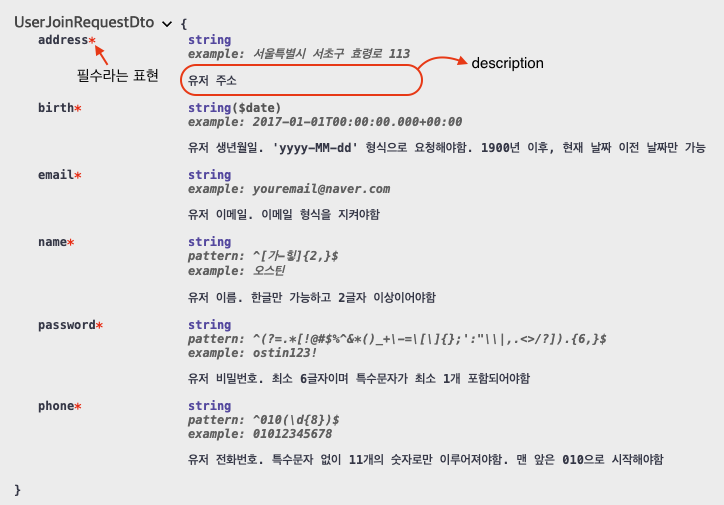 UserJoinRequestDto {
address* string
example: 서울특별시 서초구 효령로 113
필수라는 표현
유저 주소
description
birth* string($date)
example: 2017-01-01T00:00:00.000+00:00
유저 생년월일. 'yyyy-MM-dd' 형식으로 요청해야함. 1900년 이후, 현재 날짜 이전 날짜만 가능
email* string
example: youremail@naver.com
유저 이메일. 이메일 형식을 지켜야함
name* string
pattern: ^[가-힣]{2,}$
example: 오스틴
유저 이름. 한글만 가능하고 2글자 이상이어야함
password* string
pattern: ^(?=.*[!@#$%^&*()_+\-=\[\]{};':"\\|,.<>/?]).{6,}$
example: ostin123!
유저 비밀번호. 최소 6글자이며 특수문자가 최소 1개 포함되어야함
phone* string
pattern: ^010(\d{8})$
example: 01012345678
유저 전화번호. 특수문자 없이 11개의 숫자로만 이루어져야함. 맨 앞은 010으로 시작해야함
}